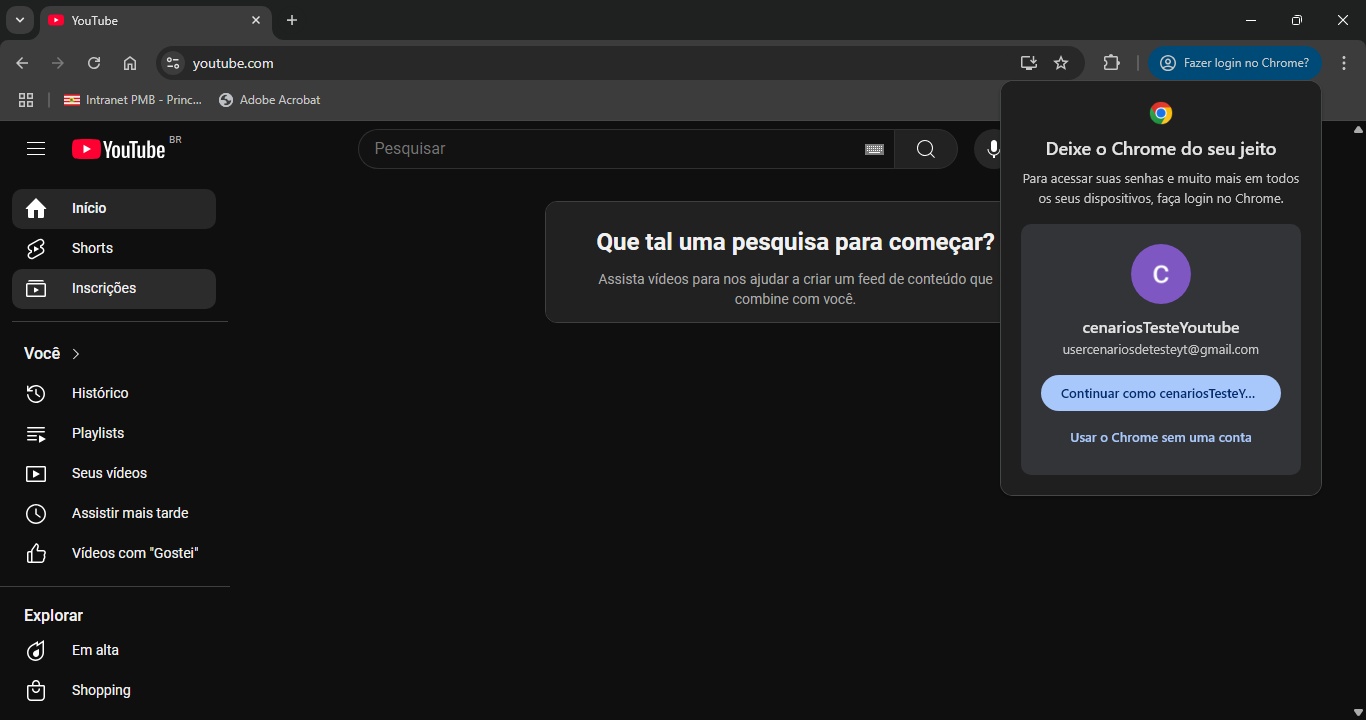 YouTube
youtube.com
Fazer login no Chrome?
Intranet PMB - Princ...
Adobe Acrobat
YouTube BR
Pesquisar
Início
Shorts
Inscrições
Você
Histórico
Playlists
Seus vídeos
Assistir mais tarde
Vídeos com "Gostei"
Explorar
Em alta
Shopping
Que tal uma pesquisa para começar?
Assista vídeos para nos ajudar a criar um feed de conteúdo que
combine com você.
Deixe o Chrome do seu jeito
Para acessar suas senhas e muito mais em todos
os seus dispositivos, faça login no Chrome.
C
cenariosTesteYoutube
usercenariosdetesteyt@gmail.com
Continuar como cenariosTesteY...
Usar o Chrome sem uma conta